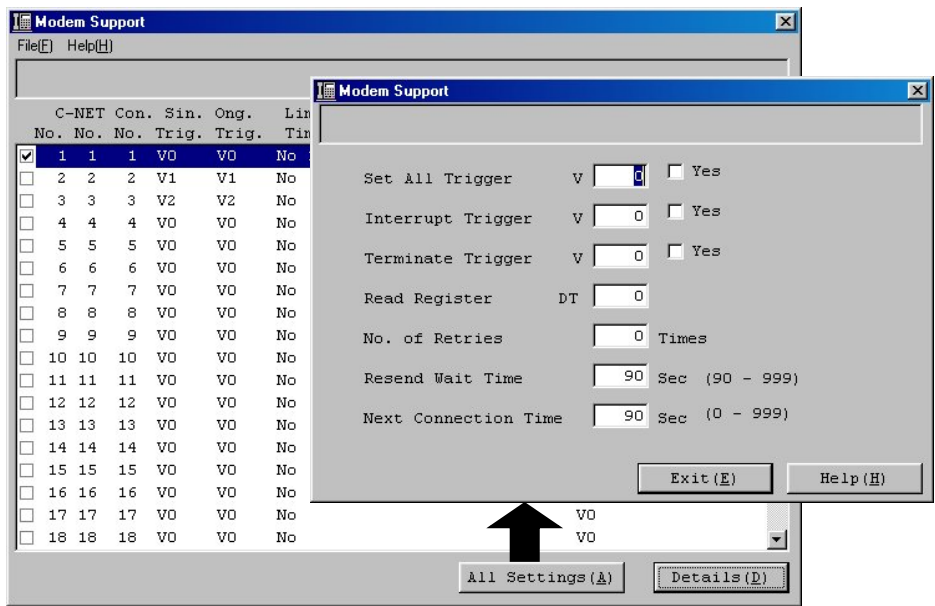 Modem Support
File(F) Help(H)
C-NET Con. Sin. Ong. Lin
No. No. No. Trig. Trig. Tim
1 1 1 V0 V0 No
2 2 2 V1 V1 No
3 3 3 V2 V2 No
4 4 4 V0 V0 No
5 5 5 V0 V0 No
6 6 6 V0 V0 No
7 7 7 V0 V0 No
8 8 8 V0 V0 No
9 9 9 V0 V0 No
10 10 10 V0 V0 No
11 11 11 V0 V0 No
12 12 12 V0 V0 No
13 13 13 V0 V0 No
14 14 14 V0 V0 No
15 15 15 V0 V0 No
16 16 16 V0 V0 No
17 17 17 V0 V0 No V0
18 18 18 V0 V0 No V0
All Settings(A) Details(D)
Modem Support
Set All Trigger V 0 Yes
Interrupt Trigger V 0 Yes
Terminate Trigger V 0 Yes
Read Register DT 0
No. of Retries 0 Times
Resend Wait Time 90 Sec (90 - 999)
Next Connection Time 90 Sec (0 - 999)
Exit(E) Help(H)